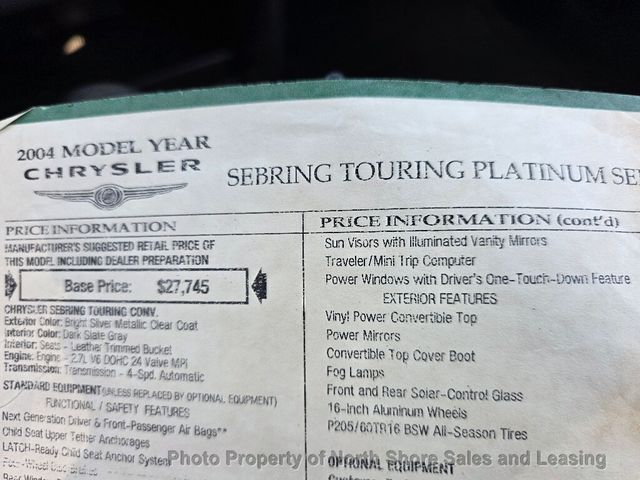 2004 MODEL YEAR
CHRYSLER
SEBRING TOURING PLATINUM SE
PRICE INFORMATION
MANUFACTURER'S SUGGESTED RETAIL PRICE OF
THIS MODEL INCLUDING DEALER PREPARATION
Base Price: $27,745
CHRYSLER SEBRING TOURING CONV.
Exterior Color: Bright Silver Metallic Clear Coat
Interior Color: Dark Slate Gray
Interior: Seats - Leather Trimmed Bucket
Engine: Engine - 2.7L V6 DOHC 24 Valve MPI
Transmission: Transmission - 4-Spd. Automatic
STANDARD EQUIPMENT (UNLESS REPLACED BY OPTIONAL EQUIPMENT)
FUNCTIONAL / SAFETY FEATURES
Next Generation Driver & Front-Passenger Air Bags**
Child Seat Upper Tether Anchorages
LATCH-Ready Child Seat Anchor System
Four-Wheel Disc Brakes
PRICE INFORMATION (cont'd)
Sun Visors with Illuminated Vanity Mirrors
Traveler/Mini Trip Computer
Power Windows with Driver's One-Touch-Down Feature
EXTERIOR FEATURES
Vinyl Power Convertible Top
Power Mirrors
Convertible Top Cover Boot
Fog Lamps
Front and Rear Solar-Control Glass
16-Inch Aluminum Wheels
P205/60TR16 BSW All-Season Tires
OPTIONAL EQUIPMENT
Photo Property of North Shore Sales and Leasing